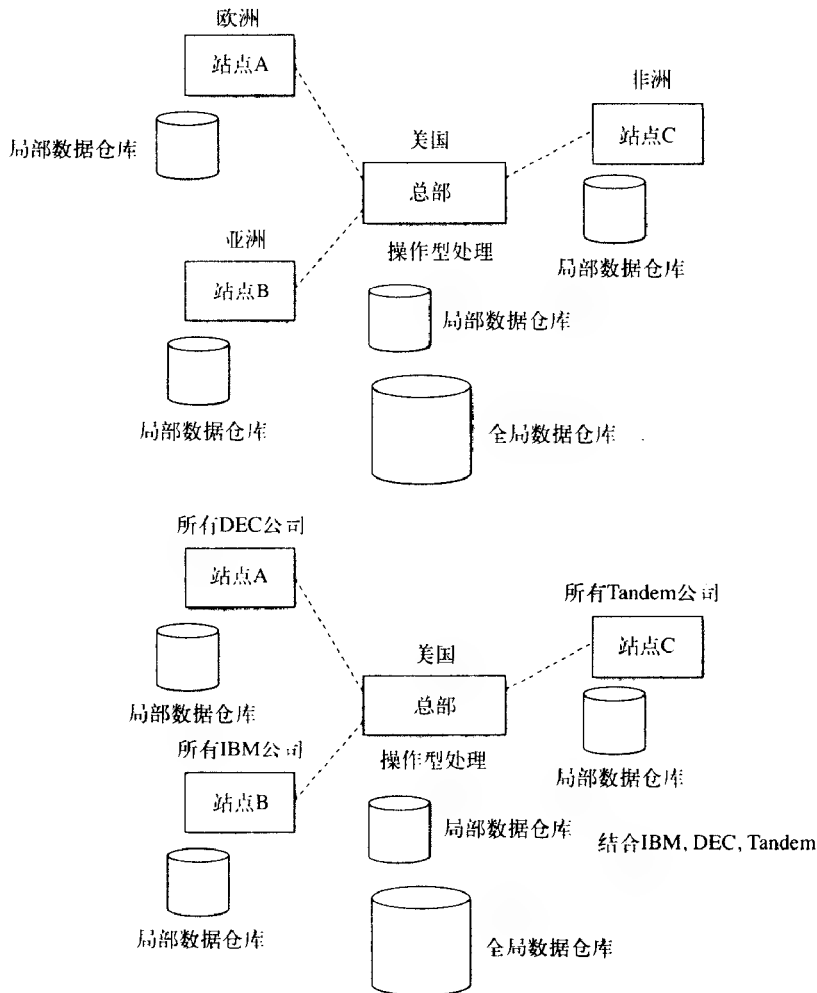 欧洲
站点A
局部数据仓库
非洲
站点C
局部数据仓库
美国
总部
操作型处理
亚洲
站点B
局部数据仓库
局部数据仓库
全局数据仓库
所有DEC公司
站点A
局部数据仓库
所有Tandem公司
站点C
局部数据仓库
美国
总部
操作型处理
所有IBM公司
站点B
局部数据仓库
局部数据仓库
结合IBM, DEC, Tandem
全局数据仓库